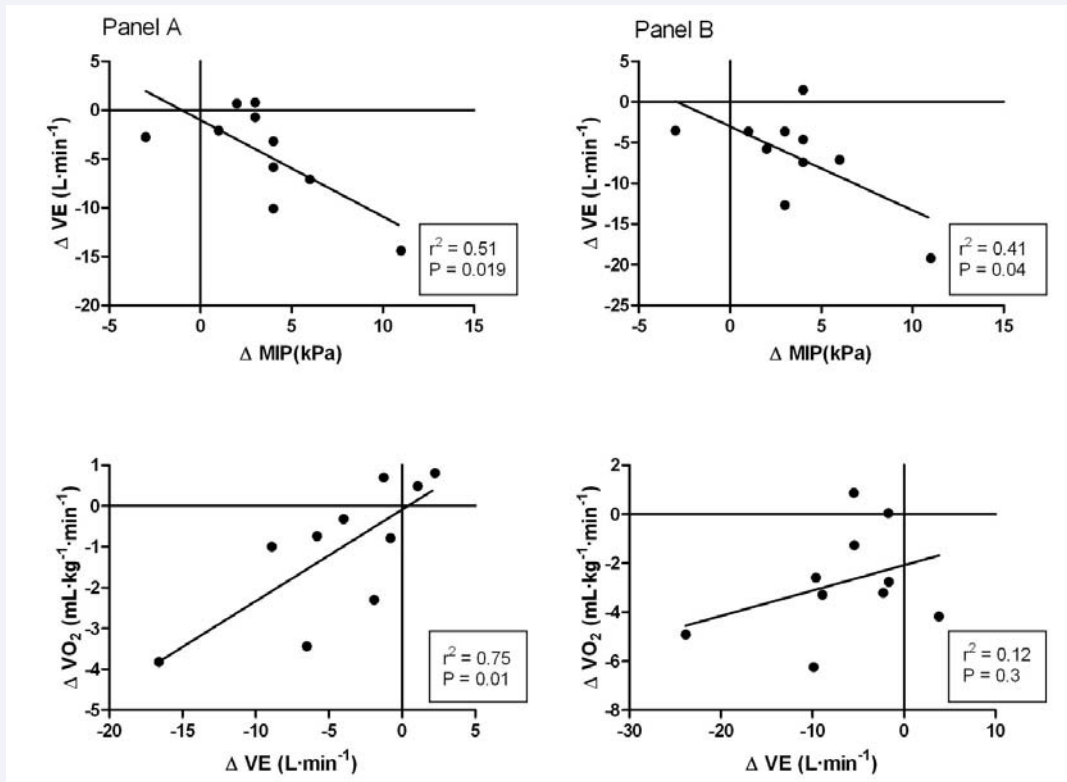 Panel A
5
0
-5
-10
-15
-20
Δ VE (L·min⁻¹)
r² = 0.51
P = 0.019
-5 0 5 10 15
Δ MIP(kPa)
Panel B
5
0
-5
-10
-15
-20
-25
Δ VE (L·min⁻¹)
r² = 0.41
P = 0.04
-5 0 5 10 15
Δ MIP(kPa)
1
0
-1
-2
-3
-4
-5
Δ VO₂ (mL·kg⁻¹·min⁻¹)
r² = 0.75
P = 0.01
-20 -15 -10 -5 0 5
Δ VE (L·min⁻¹)
2
0
-2
-4
-6
-8
Δ VO₂ (mL·kg⁻¹·min⁻¹)
r² = 0.12
P = 0.3
-30 -20 -10 0 10
Δ VE (L·min⁻¹)